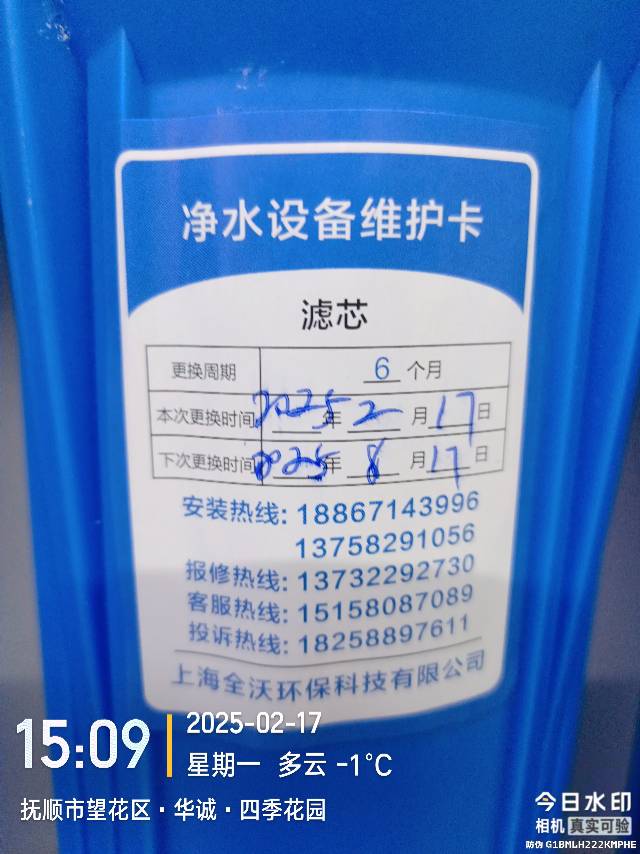 净水设备维护卡
滤芯
更换周期 6 个月
本次更换时间 2025 年 2 月 17 日
下次更换时间 2025 年 8 月 17 日
安装热线: 18867143996
13758291056
报修热线: 13732292730
客服热线: 15158087089
投诉热线: 18258897611
上海全沃环保科技有限公司
15:09 2025-02-17
星期一 多云 -1℃
抚顺市望花区·华诚·四季花园
今日水印
相机 真实可验
防伪 G1BMLH222KMPHE